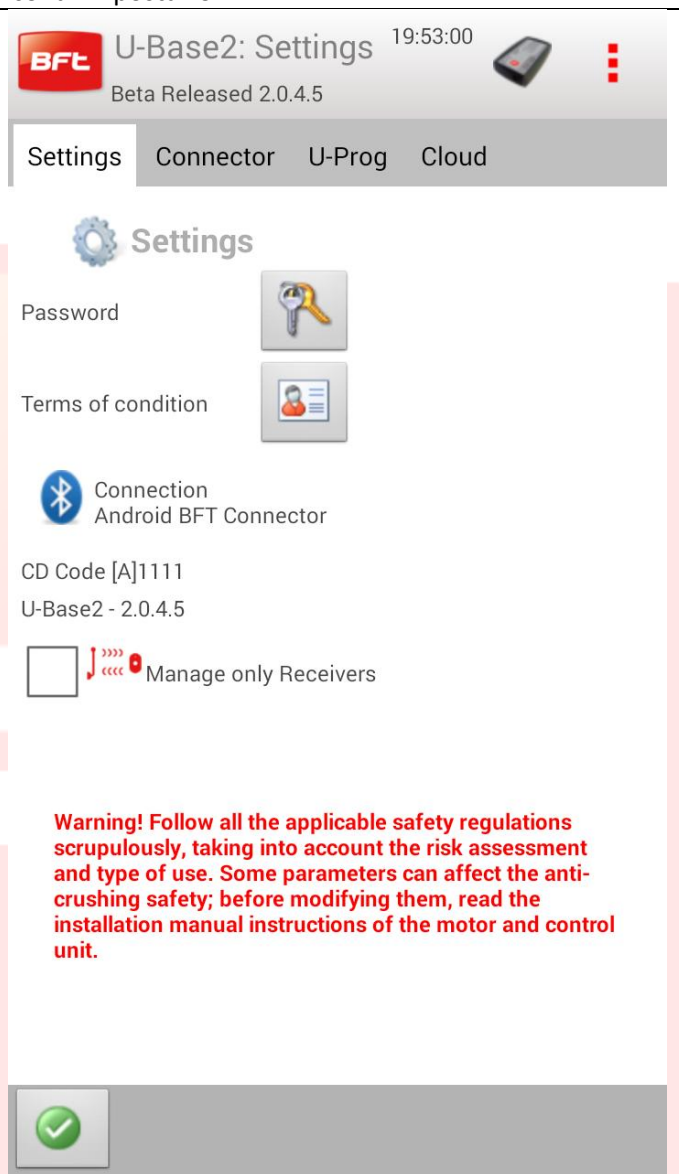 BFt
U-Base2: Settings
19:53:00
Beta Released 2.0.4.5
Settings Connector U-Prog Cloud
Settings
Password
Terms of condition
Connection
Android BFT Connector
CD Code [A]1111
U-Base2 - 2.0.4.5
Manage only Receivers
Warning! Follow all the applicable safety regulations
scrupulously, taking into account the risk assessment
and type of use. Some parameters can affect the anti-
crushing safety; before modifying them, read the
installation manual instructions of the motor and control
unit.